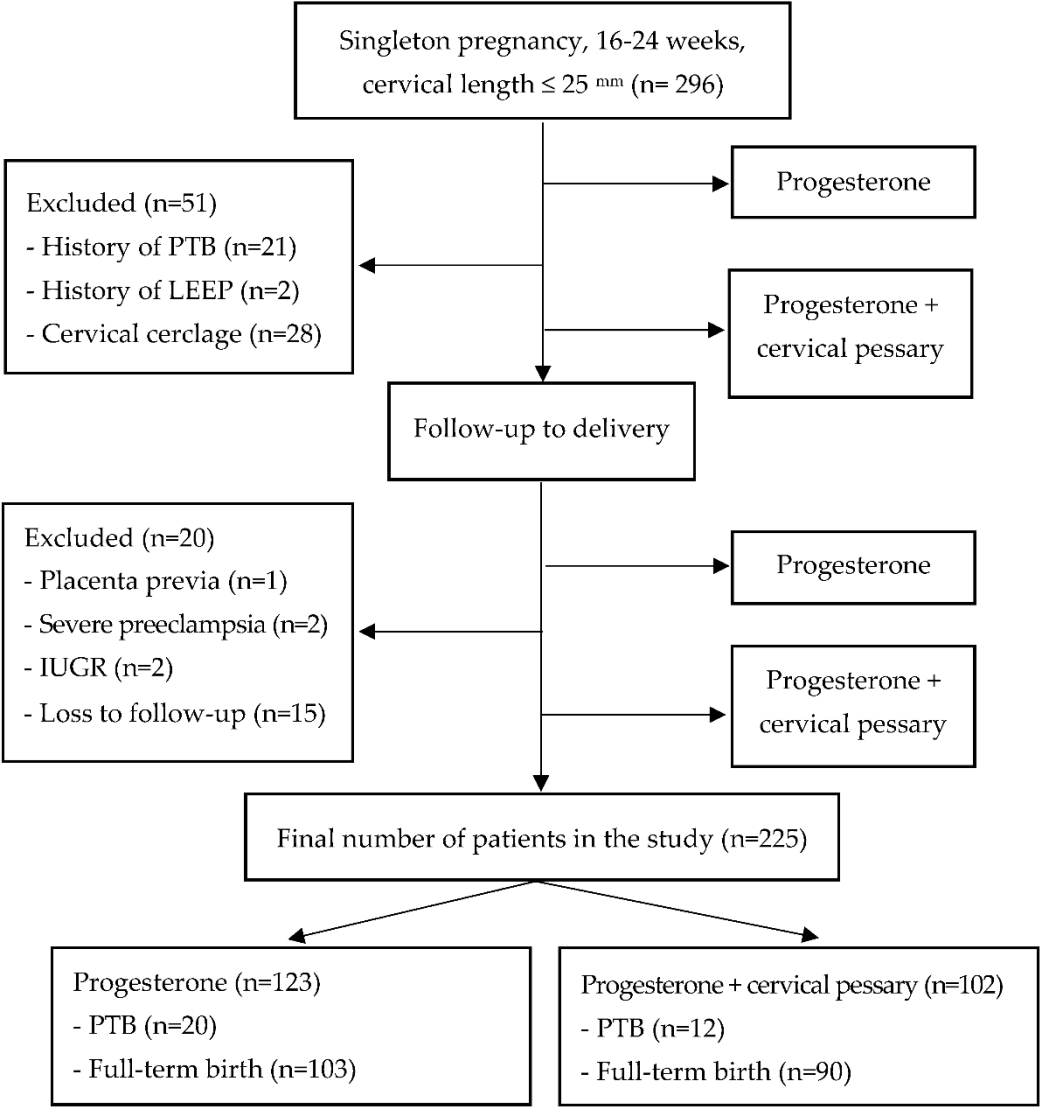 Singleton pregnancy, 16-24 weeks,
cervical length ≤ 25 mm (n= 296)
Progesterone
Excluded (n=51)
- History of PTB (n=21)
- History of LEEP (n=2)
- Cervical cerclage (n=28)
Progesterone +
cervical pessary
Follow-up to delivery
Excluded (n=20)
- Placenta previa (n=1)
- Severe preeclampsia (n=2)
- IUGR (n=2)
- Loss to follow-up (n=15)
Progesterone
Progesterone +
cervical pessary
Final number of patients in the study (n=225)
Progesterone (n=123)
- PTB (n=20)
- Full-term birth (n=103)
Progesterone + cervical pessary (n=102)
- PTB (n=12)
- Full-term birth (n=90)